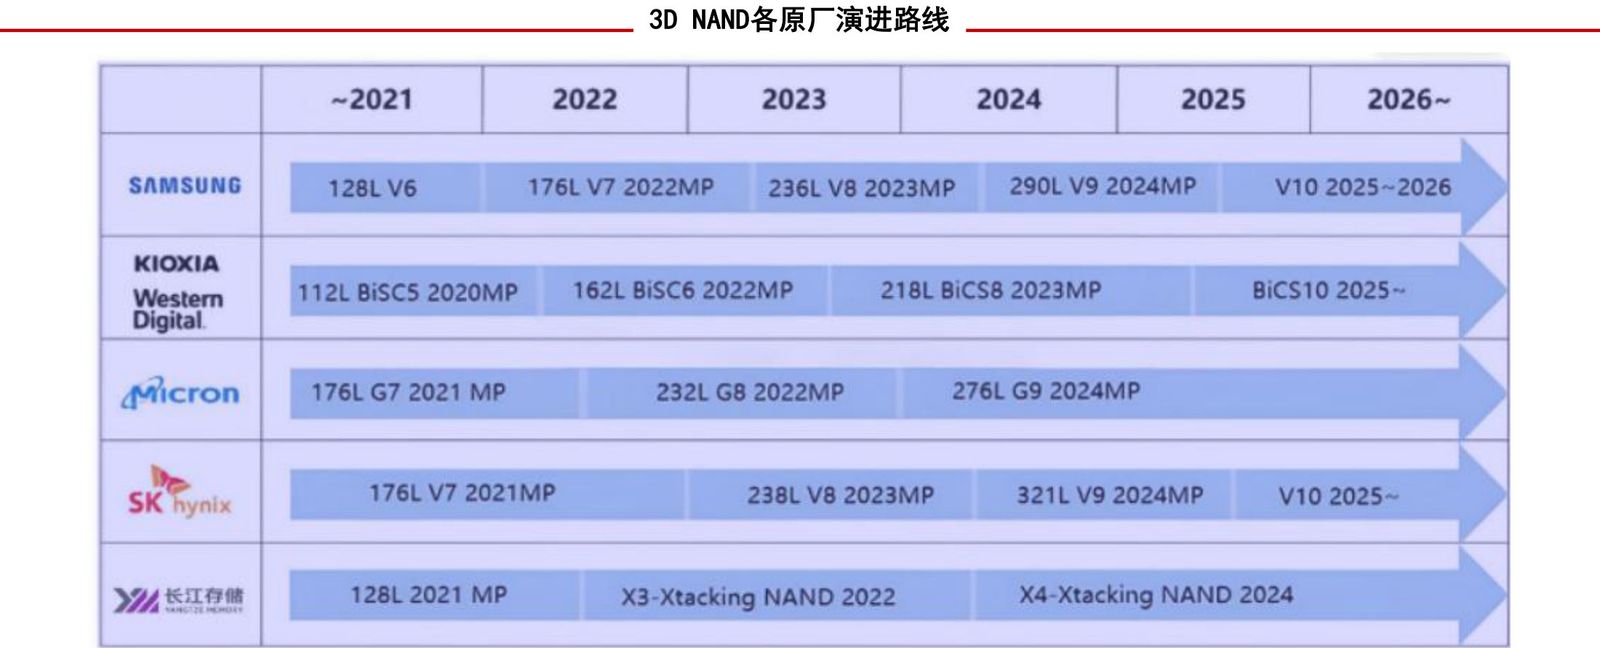 3D NAND各原厂演进路线
~2021 2022 2023 2024 2025 2026~
SAMSUNG 128L V6 176L V7 2022MP 236L V8 2023MP 290L V9 2024MP V10 2025~2026
KIOXIA
Western
Digital.
112L BiSC5 2020MP 162L BiSC6 2022MP 218L BiCS8 2023MP BiCS10 2025~
Micron 176L G7 2021 MP 232L G8 2022MP 276L G9 2024MP
SK hynix 176L V7 2021MP 238L V8 2023MP 321L V9 2024MP V10 2025~
长江存储
YANGTZE MEMORY
128L 2021 MP X3-Xtacking NAND 2022 X4-Xtacking NAND 2024